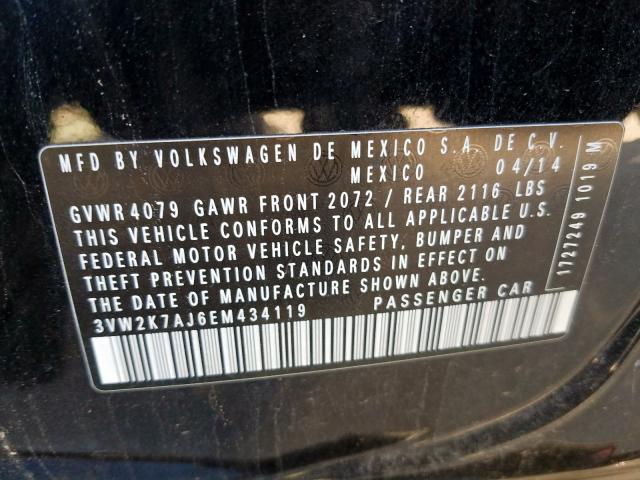 MFD BY VOLKSWAGEN DE MEXICO S.A. DE C.V.
MEXICO 04/14
GVWR 4079 GAWR FRONT 2072 / REAR 2116 LBS
THIS VEHICLE CONFORMS TO ALL APPLICABLE U.S.
FEDERAL MOTOR VEHICLE SAFETY, BUMPER AND
THEFT PREVENTION STANDARDS IN EFFECT ON
THE DATE OF MANUFACTURE SHOWN ABOVE.
3VW2K7AJ6EM434119 PASSENGER CAR
1727249 1019 M